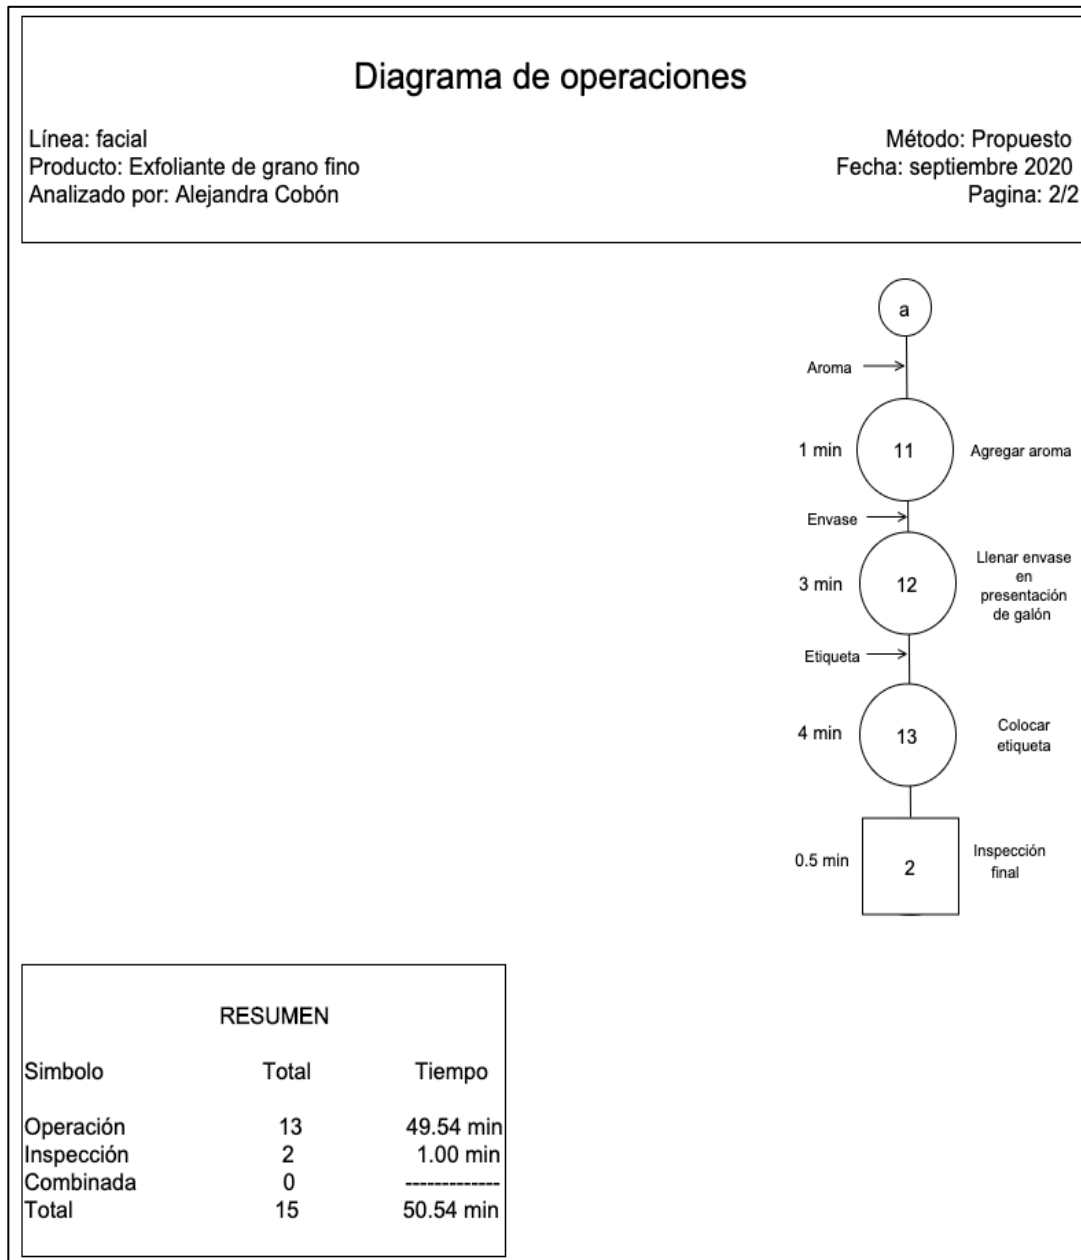 Diagrama de operaciones
Línea: facial
Método: Propuesto
Producto: Exfoliante de grano fino
Fecha: septiembre 2020
Analizado por: Alejandra Cobón
Pagina: 2/2
a
Aroma
1 min
11
Agregar aroma
Envase
3 min
12
Llenar envase
en
presentación
de galón
Etiqueta
4 min
13
Colocar
etiqueta
0.5 min
2
Inspección
final
RESUMEN
Simbolo Total Tiempo
Operación 13 49.54 min
Inspección 2 1.00 min
Combinada 0 -------------
Total 15 50.54 min